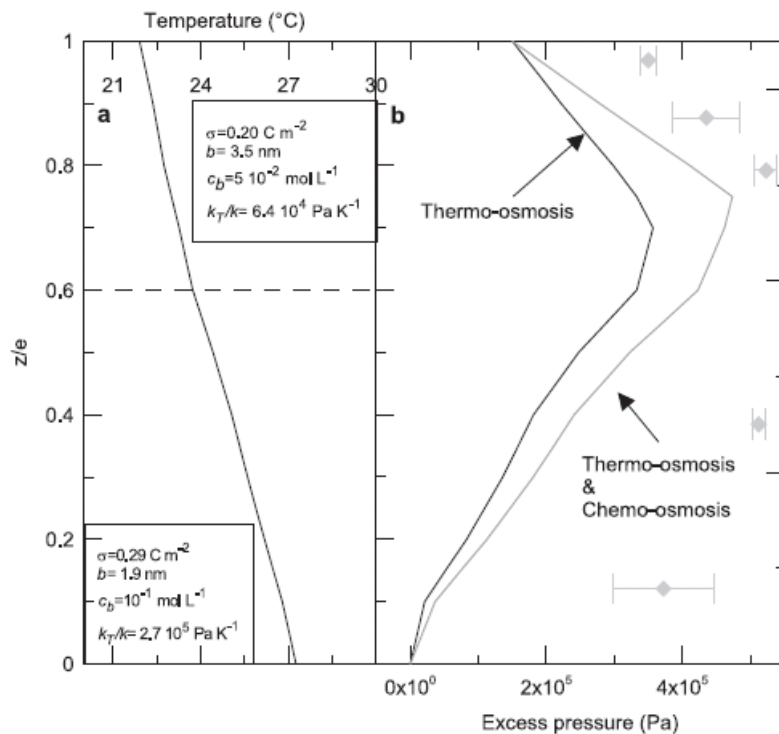 Temperature (°C)
1
21
24
27
30
a
b
σ=0.20 C m⁻²
b = 3.5 nm
c_b=5 10⁻² mol L⁻¹
k_T/k= 6.4 10⁴ Pa K⁻¹
Thermo-osmosis
0.8
0.6
z/e
0.4
Thermo-osmosis
&
Chemo-osmosis
0.2
σ=0.29 C m⁻²
b = 1.9 nm
c_b=10⁻¹ mol L⁻¹
k_T/k= 2.7 10⁵ Pa K⁻¹
0
0x10⁰
2x10⁵
4x10⁵
Excess pressure (Pa)